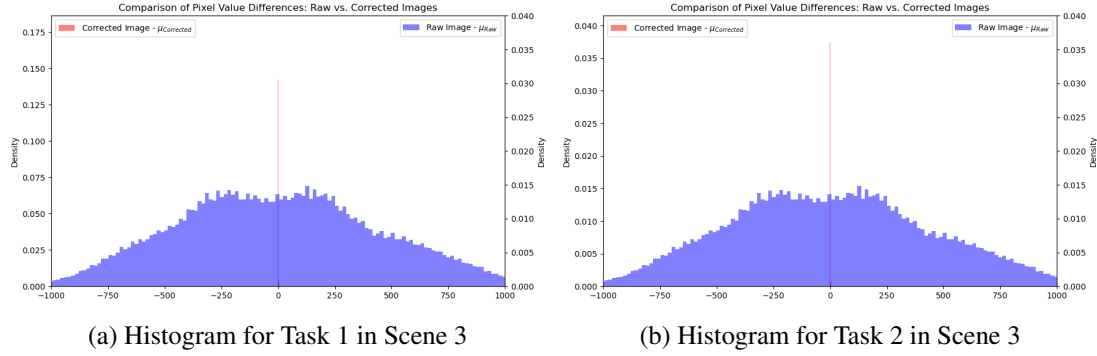 Comparison of Pixel Value Differences: Raw vs. Corrected Images
Corrected Image - μCorrected
Raw Image - μRaw
0.175
0.150
0.125
0.100
0.075
0.050
0.025
0.000
Density
0.040
0.035
0.030
0.025
0.020
0.015
0.010
0.005
0.000
Density
−1000 −750 −500 −250 0 250 500 750 1000
(a) Histogram for Task 1 in Scene 3
Comparison of Pixel Value Differences: Raw vs. Corrected Images
Corrected Image - μCorrected
Raw Image - μRaw
0.040
0.035
0.030
0.025
0.020
0.015
0.010
0.005
0.000
Density
0.040
0.035
0.030
0.025
0.020
0.015
0.010
0.005
0.000
Density
−1000 −750 −500 −250 0 250 500 750 1000
(b) Histogram for Task 2 in Scene 3